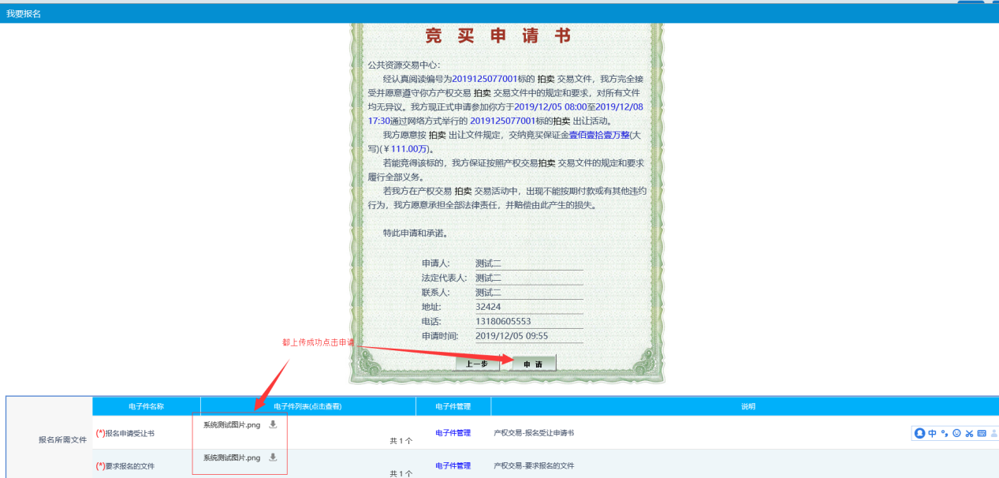 我要报名
竞买申请书
公共资源交易中心：
经认真阅读编号为2019125077001标的 拍卖 交易文件，我方完全接
受并愿意遵守你方产权交易 拍卖 交易文件中的规定和要求，对所有文件
均无异议。我方现正式申请参加你方于2019/12/05 08:00至2019/12/08
17:30通过网络方式举行的 2019125077001标的拍卖 出让活动。
我方愿意按 拍卖 出让文件规定，交纳竞买保证金壹佰壹拾壹万整(大
写)(￥111.00万)。
若能竞得该标的，我方保证按照产权交易拍卖 交易文件的规定和要求
履行全部义务。
若我方在产权交易 拍卖 交易活动中，出现不能按期付款或有其他违约
行为，我方愿意承担全部法律责任，并赔偿由此产生的损失。
特此申请和承诺。
申请人: 测试二
法定代表人: 测试二
联系人: 测试二
地址: 32424
电话: 13180605553
申请时间: 2019/12/05 09:55
都上传成功点击申请
上一步 申 请
电子件名称 电子件列表(点击查看) 电子件管理 说明
报名所需文件
(*)报名申请受让书 系统测试图片.png 共 1 个 电子件管理 产权交易-报名受让申请书
中
(*)要求报名的文件 系统测试图片.png 共 1 个 电子件管理 产权交易-要求报名的文件